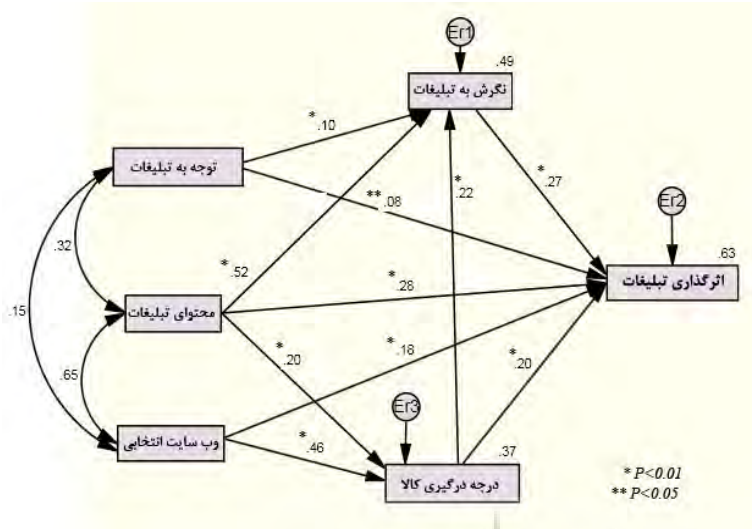 Er1
.49
نگرش به تبلیغات
*.10
توجه به تبلیغات
*.22
*.27
**.08
Er2
.63
.32
اثرگذاری تبلیغات
*.52
*.28
.15
محتوای تبلیغات
*.18
*.20
*.20
.65
Er3
وب سایت انتخابی
*.46
.37
درجه درگیری کالا
* P<0.01
** P<0.05